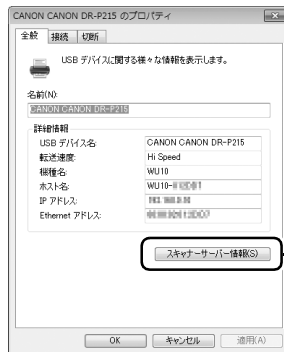 CANON CANON DR-P215 のプロパティ
全般 接続 切断
USB デバイスに関する様々な情報を表示します。
名前(N):
CANON CANON DR-P215
詳細情報
USB デバイス名: CANON CANON DR-P215
転送速度: Hi Speed
機種名: WU10
ホスト名: WU10-
IP アドレス:
Ethernet アドレス:
スキャナーサーバー情報(S)
OK キャンセル 適用(A)